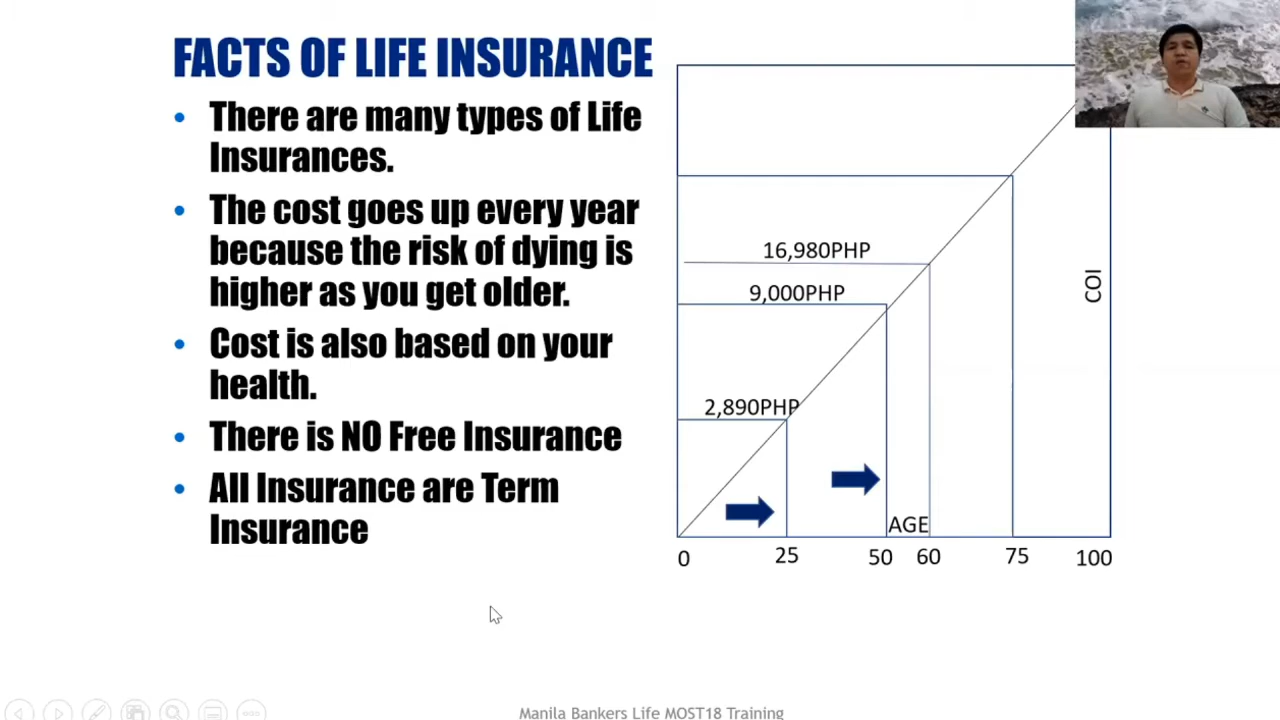 FACTS OF LIFE INSURANCE
• There are many types of Life
Insurances.
• The cost goes up every year
because the risk of dying is
higher as you get older.
• Cost is also based on your
health.
• There is NO Free Insurance
• All Insurance are Term
Insurance
16,980PHP
9,000PHP
2,890PHP
COI
AGE
0 25 50 60 75 100
Manila Bankers Life MOST18 Training